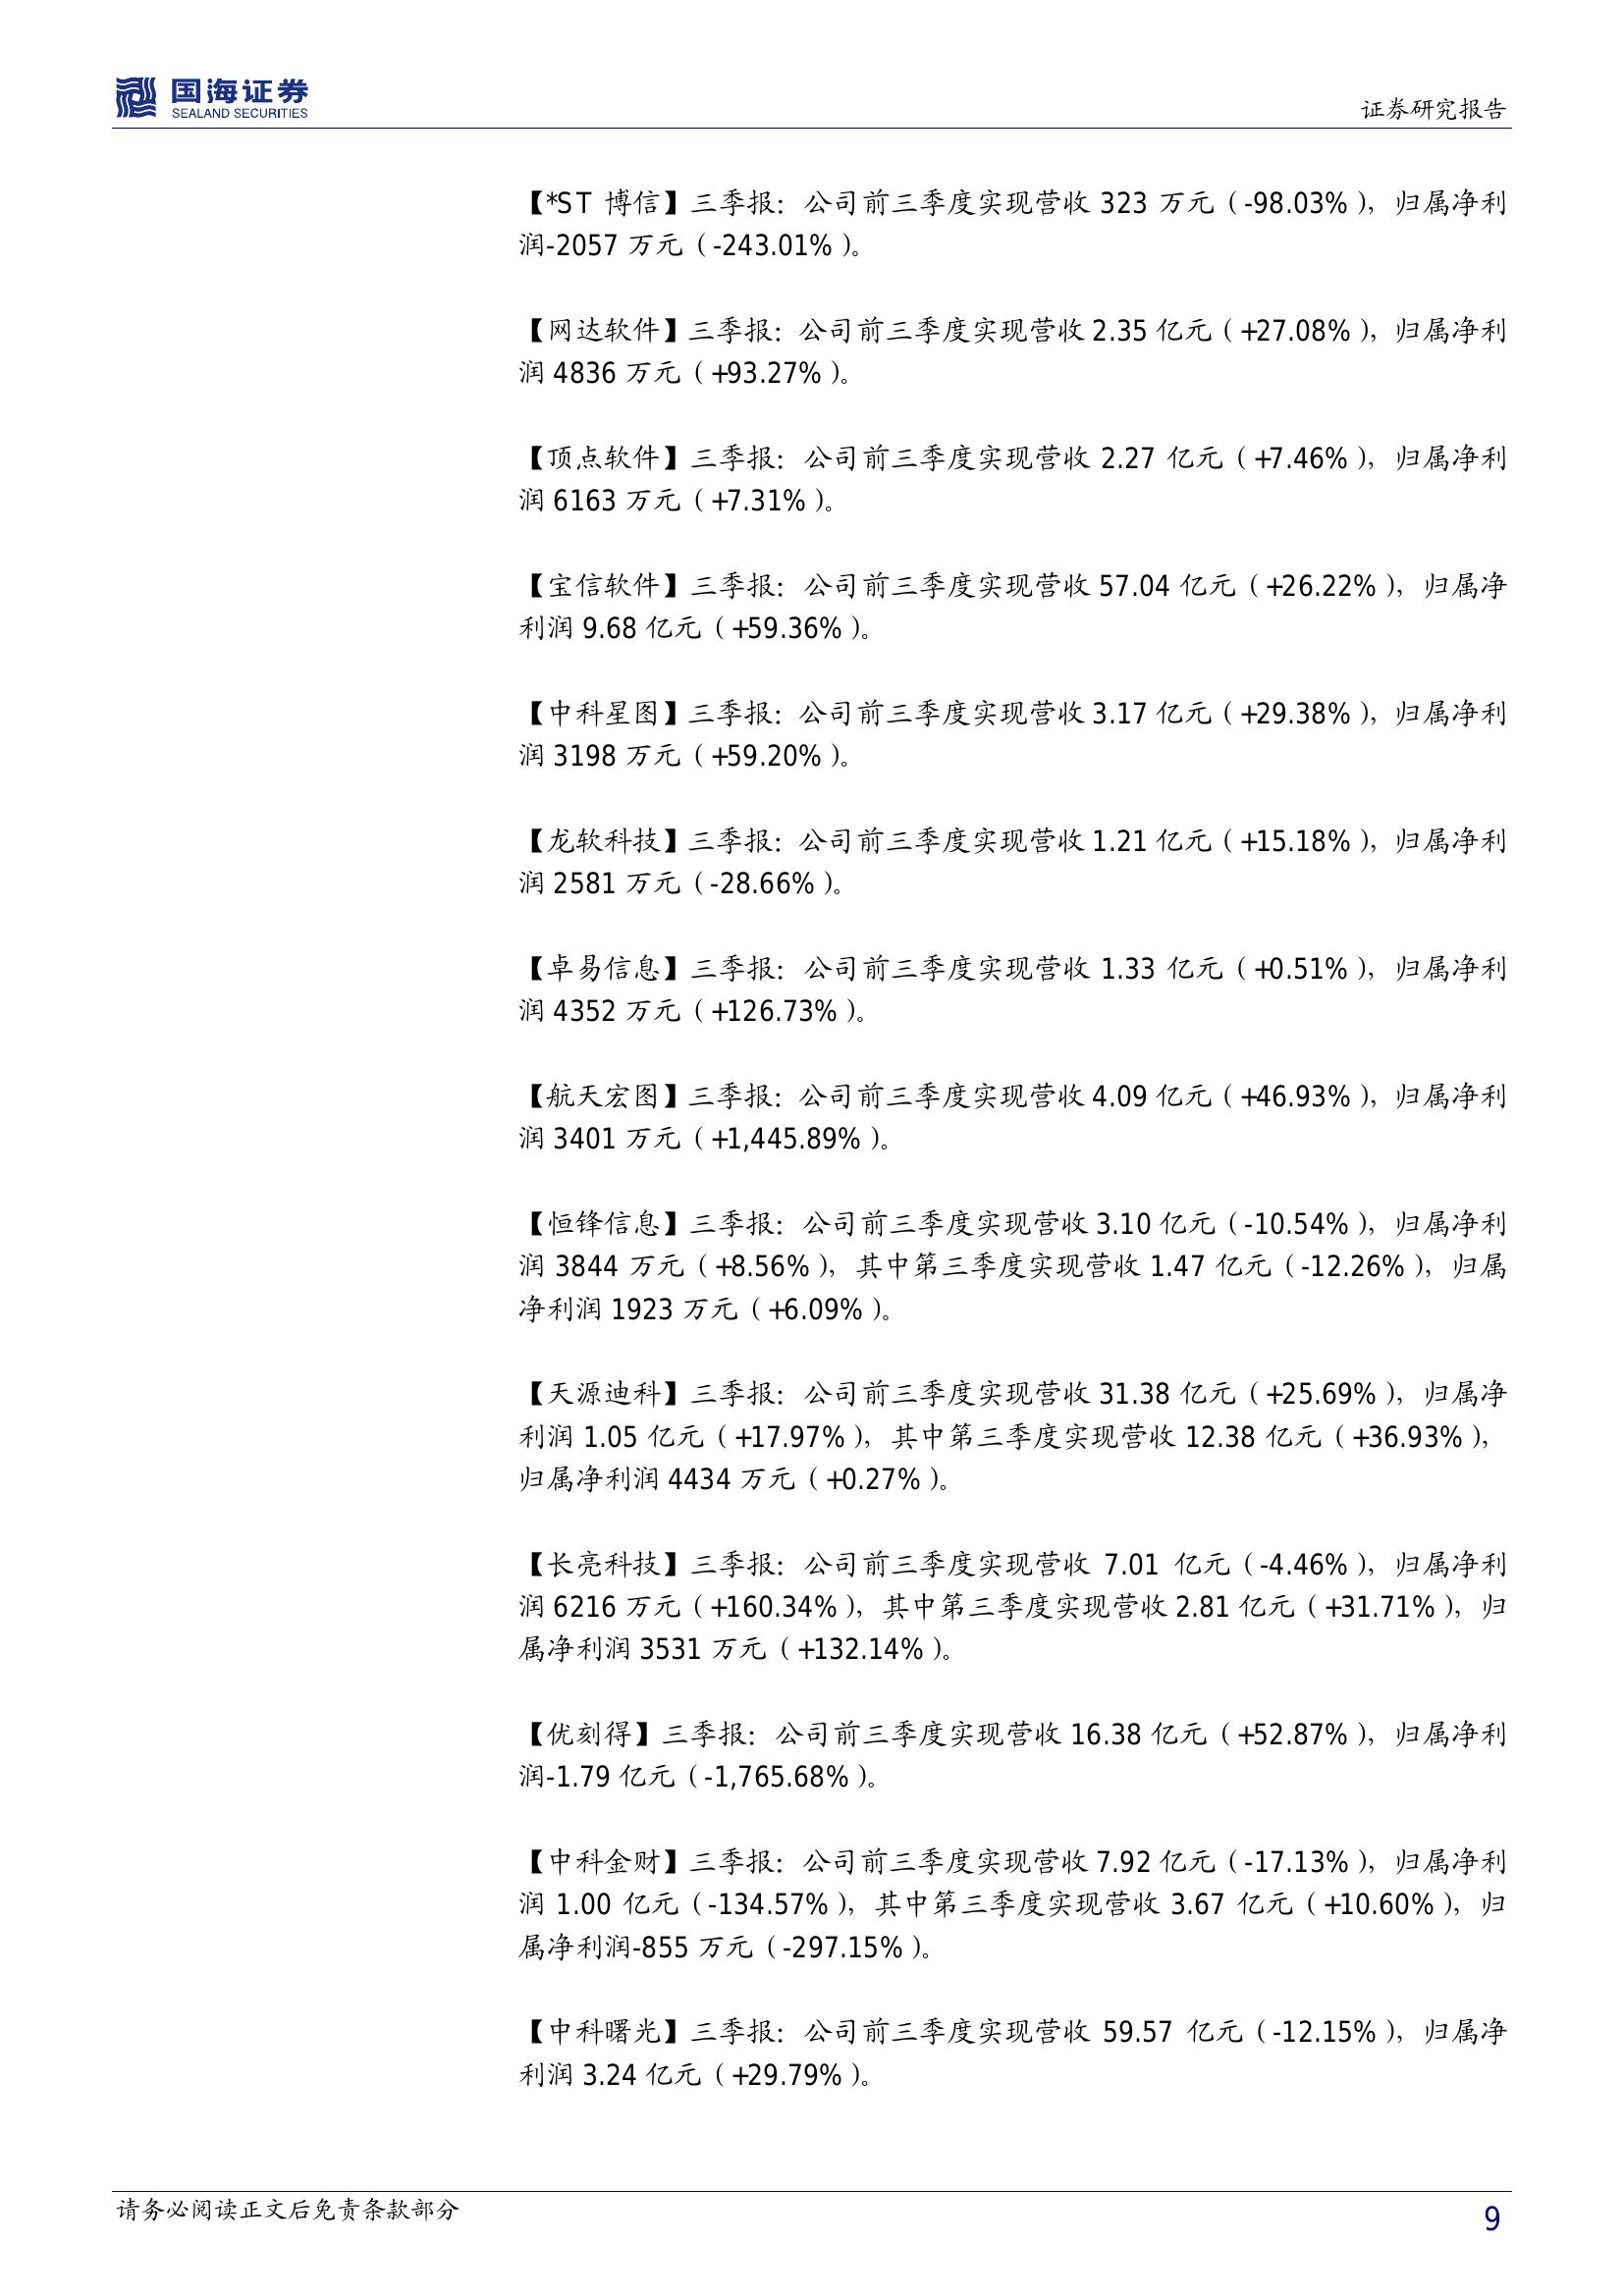 国海证券
SEALAND SECURITIES
证券研究报告
【*ST 博信】三季报：公司前三季度实现营收 323 万元（-98.03%），归属净利
润-2057 万元（-243.01%）。
【网达软件】三季报：公司前三季度实现营收 2.35 亿元（+27.08%），归属净利
润 4836 万元（+93.27%）。
【顶点软件】三季报：公司前三季度实现营收 2.27 亿元（+7.46%），归属净利
润 6163 万元（+7.31%）。
【宝信软件】三季报：公司前三季度实现营收 57.04 亿元（+26.22%），归属净
利润 9.68 亿元（+59.36%）。
【中科星图】三季报：公司前三季度实现营收 3.17 亿元（+29.38%），归属净利
润 3198 万元（+59.20%）。
【龙软科技】三季报：公司前三季度实现营收 1.21 亿元（+15.18%），归属净利
润 2581 万元（-28.66%）。
【卓易信息】三季报：公司前三季度实现营收 1.33 亿元（+0.51%），归属净利
润 4352 万元（+126.73%）。
【航天宏图】三季报：公司前三季度实现营收 4.09 亿元（+46.93%），归属净利
润 3401 万元（+1,445.89%）。
【恒锋信息】三季报：公司前三季度实现营收 3.10 亿元（-10.54%），归属净利
润 3844 万元（+8.56%），其中第三季度实现营收 1.47 亿元（-12.26%），归属
净利润 1923 万元（+6.09%）。
【天源迪科】三季报：公司前三季度实现营收 31.38 亿元（+25.69%），归属净
利润 1.05 亿元（+17.97%），其中第三季度实现营收 12.38 亿元（+36.93%），
归属净利润 4434 万元（+0.27%）。
【长亮科技】三季报：公司前三季度实现营收 7.01 亿元（-4.46%），归属净利
润 6216 万元（+160.34%），其中第三季度实现营收 2.81 亿元（+31.71%），归
属净利润 3531 万元（+132.14%）。
【优刻得】三季报：公司前三季度实现营收 16.38 亿元（+52.87%），归属净利
润-1.79 亿元（-1,765.68%）。
【中科金财】三季报：公司前三季度实现营收 7.92 亿元（-17.13%），归属净利
润 1.00 亿元（-134.57%），其中第三季度实现营收 3.67 亿元（+10.60%），归
属净利润-855 万元（-297.15%）。
【中科曙光】三季报：公司前三季度实现营收 59.57 亿元（-12.15%），归属净
利润 3.24 亿元（+29.79%）。
请务必阅读正文后免责条款部分
9